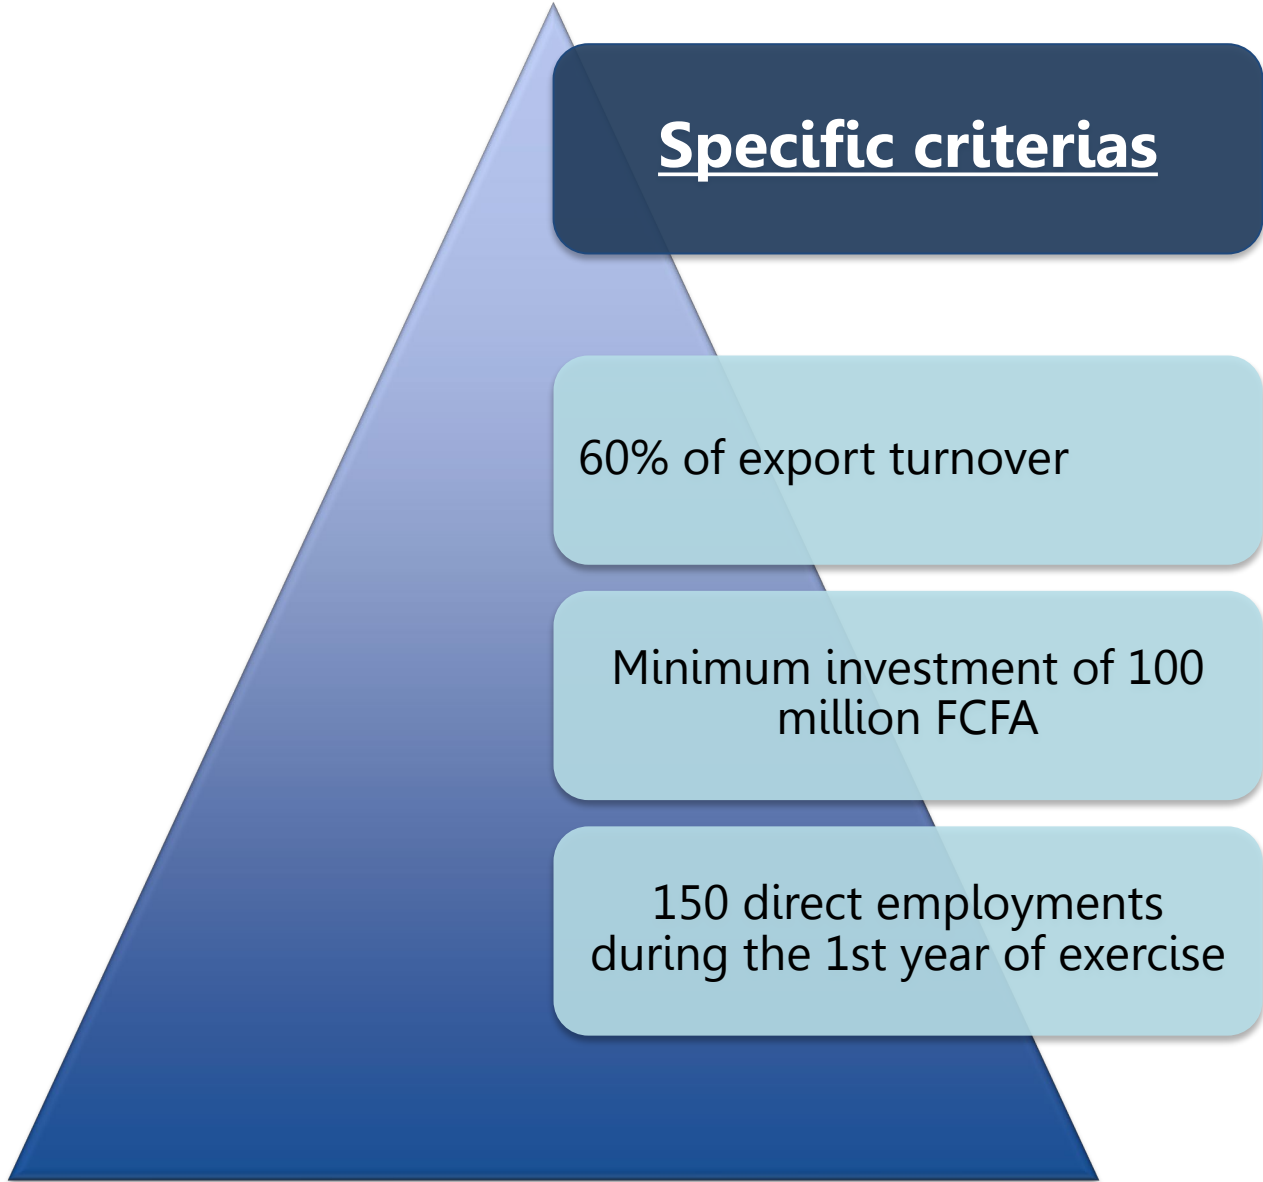 Specific criterias
60% of export turnover
Minimum investment of 100
million FCFA
150 direct employments
during the 1st year of exercise